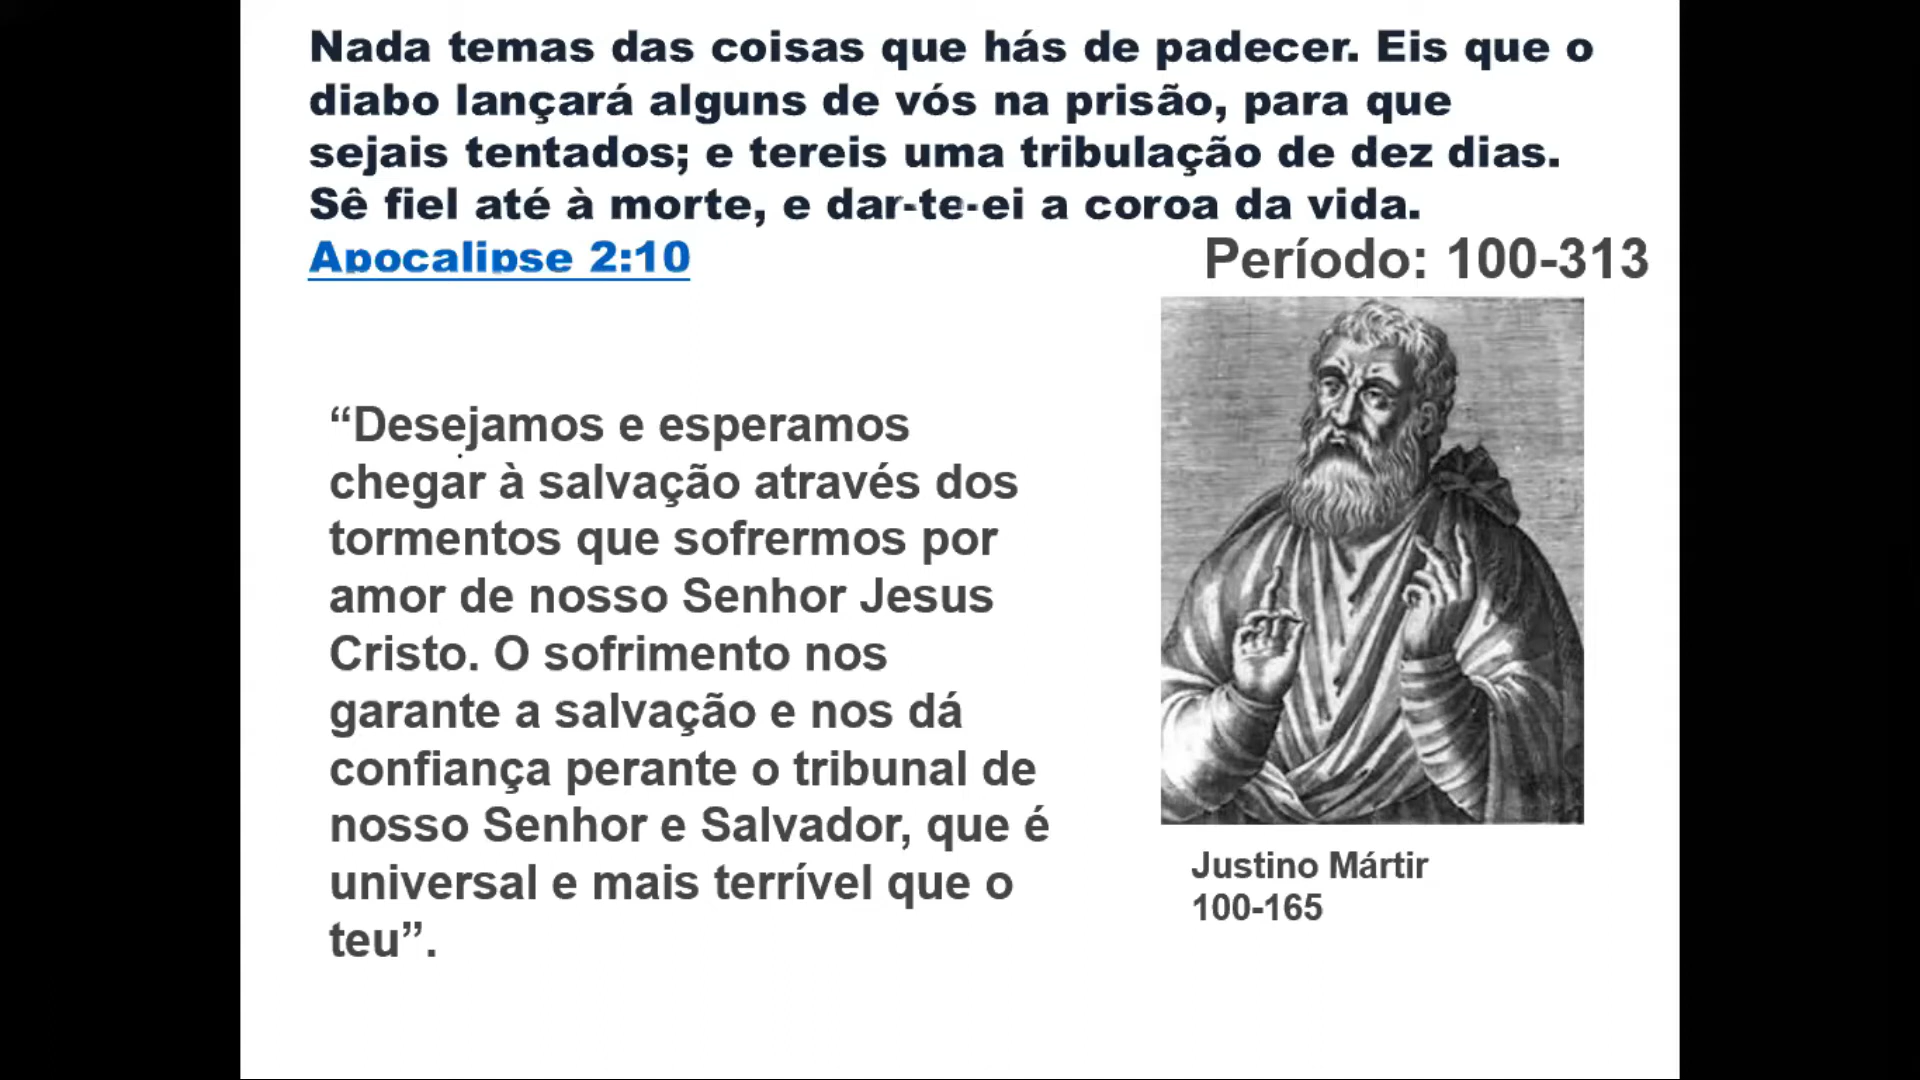 Nada temas das coisas que hás de padecer. Eis que o
diabo lançará alguns de vós na prisão, para que
sejais tentados; e tereis uma tribulação de dez dias.
Sê fiel até à morte, e dar-te-ei a coroa da vida.
Apocalipse 2:10
Período: 100-313
“Desejamos e esperamos
chegar à salvação através dos
tormentos que sofrermos por
amor de nosso Senhor Jesus
Cristo. O sofrimento nos
garante a salvação e nos dá
confiança perante o tribunal de
nosso Senhor e Salvador, que é
universal e mais terrível que o
teu”.
Justino Mártir
100-165